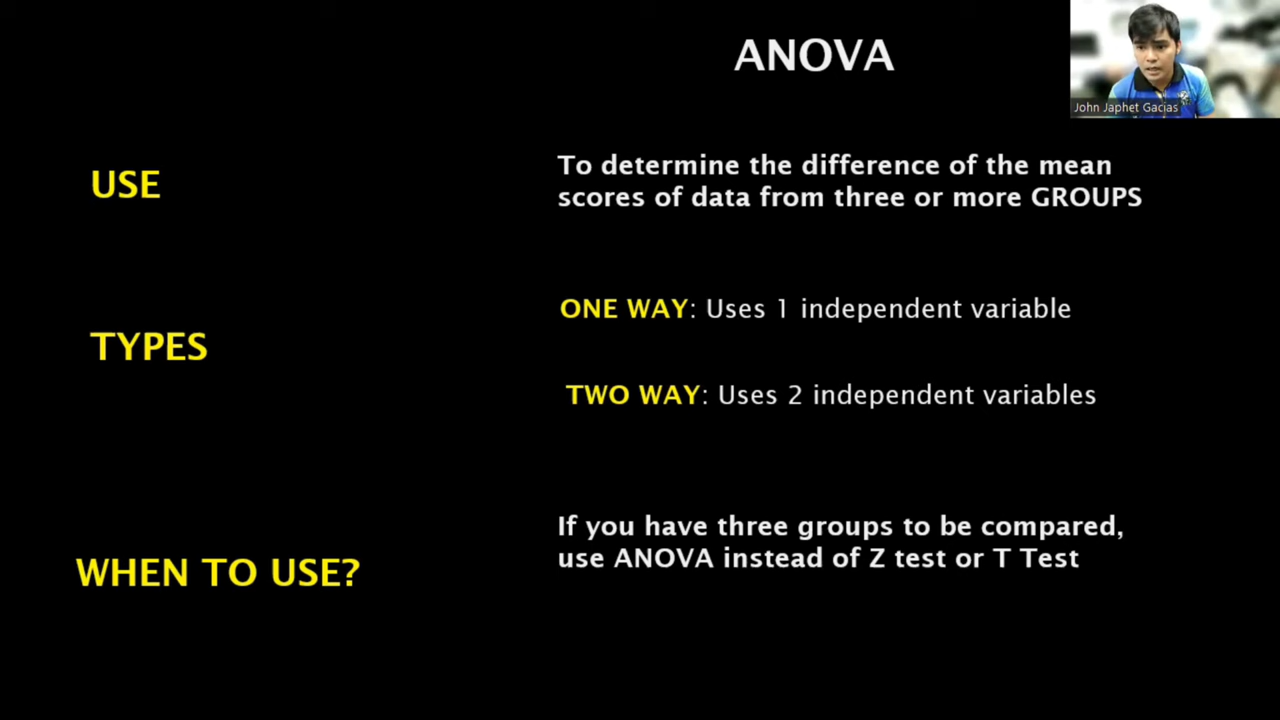 ANOVA
John Japhet Gacias
USE
To determine the difference of the mean
scores of data from three or more GROUPS
TYPES
ONE WAY: Uses 1 independent variable
TWO WAY: Uses 2 independent variables
WHEN TO USE?
If you have three groups to be compared,
use ANOVA instead of Z test or T Test